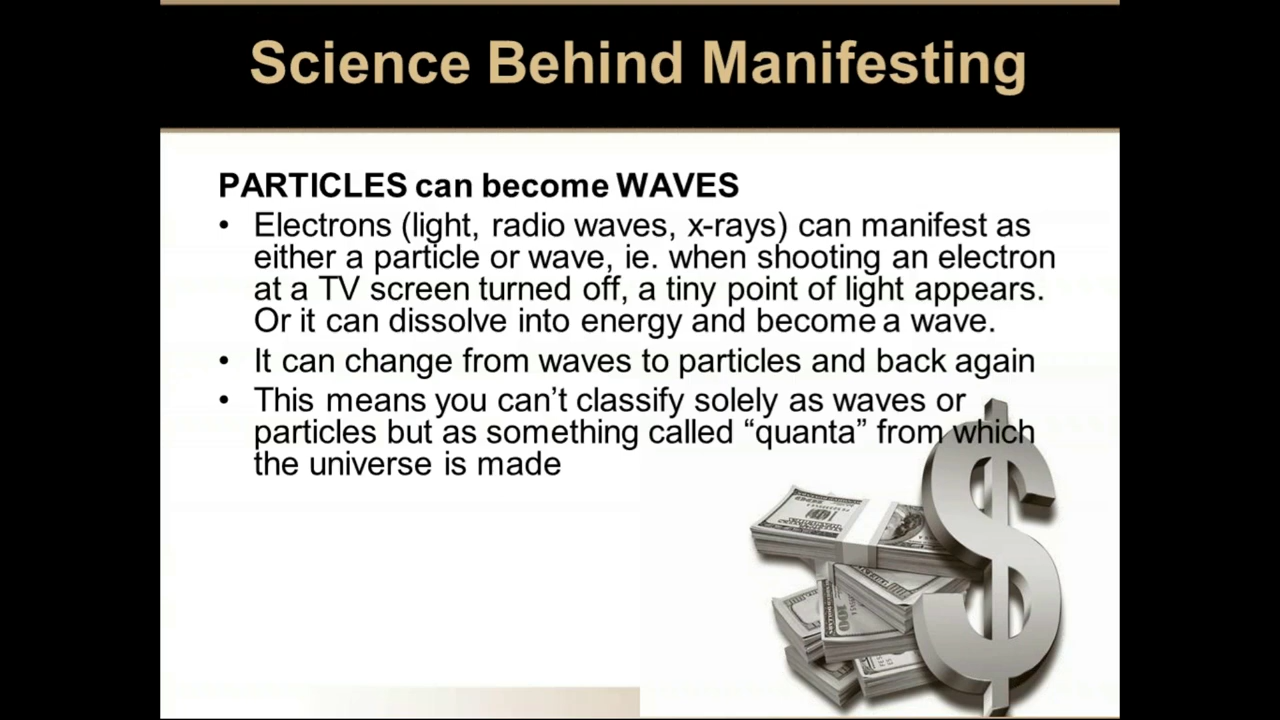 Science Behind Manifesting
PARTICLES can become WAVES
• Electrons (light, radio waves, x-rays) can manifest as
either a particle or wave, ie. when shooting an electron
at a TV screen turned off, a tiny point of light appears.
Or it can dissolve into energy and become a wave.
• It can change from waves to particles and back again
• This means you can’t classify solely as waves or
particles but as something called “quanta” from which
the universe is made
100